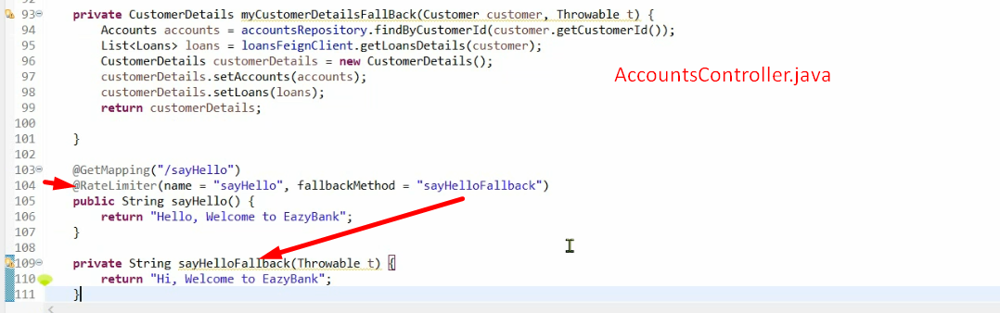 93 private CustomerDetails myCustomerDetailsFallBack(Customer customer, Throwable t) {
94 Accounts accounts = accountsRepository.findByCustomerId(customer.getCustomerId());
95 List<Loans> loans = loansFeignClient.getLoansDetails(customer);
96 CustomerDetails customerDetails = new CustomerDetails();
97 customerDetails.setAccounts(accounts);
AccountsController.java
98 customerDetails.setLoans(loans);
99 return customerDetails;
100
101 }
102
103 @GetMapping("/sayHello")
104 @RateLimiter(name = "sayHello", fallbackMethod = "sayHelloFallback")
105 public String sayHello() {
106 return "Hello, Welcome to EazyBank";
107 }
108
109 private String sayHelloFallback(Throwable t) {
110 return "Hi, Welcome to EazyBank";
111 }